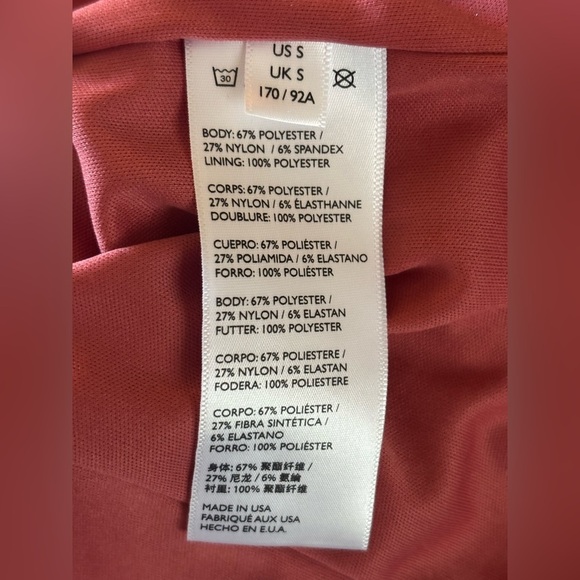 US S
30
UK S
170 / 92A
BODY: 67% POLYESTER /
27% NYLON / 6% SPANDEX
LINING: 100% POLYESTER
CORPS: 67% POLYESTER /
27% NYLON / 6% ÉLASTHANNE
DOUBLURE: 100% POLYESTER
CUEPRO: 67% POLIÉSTER /
27% POLIAMIDA / 6% ELASTANO
FORRO: 100% POLIÉSTER
BODY: 67% POLYESTER /
27% NYLON / 6% ELASTAN
FUTTER: 100% POLYESTER
CORPO: 67% POLIESTERE /
27% NYLON / 6% ELASTAN
FODERA: 100% POLIESTERE
CORPO: 67% POLIÉSTER /
27% FIBRA SINTÉTICA /
6% ELASTANO
FORRO: 100% POLIÉSTER
身体: 67% 聚酯纤维 /
27% 尼龙 / 6% 氨纶
衬里: 100% 聚酯纤维
MADE IN USA
FABRIQUÉ AUX USA
HECHO EN E.U.A.